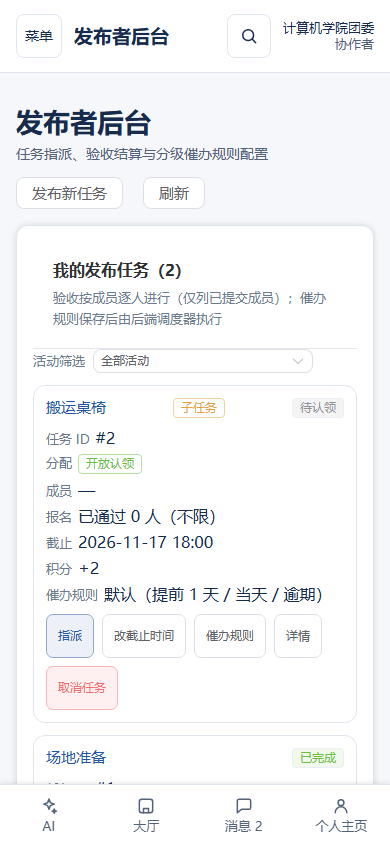 菜单 发布者后台 计算机学院团委
协作者
发布者后台
任务指派、验收结算与分级催办规则配置
发布新任务 刷新
我的发布任务（2）
验收按成员逐人进行（仅列已提交成员）；催办
规则保存后由后端调度器执行
活动筛选 全部活动
搬运桌椅 子任务 待认领
任务 ID #2
分配 开放认领
成员 —
报名 已通过 0 人（不限）
截止 2026-11-17 18:00
积分 +2
催办规则 默认（提前 1 天 / 当天 / 逾期）
指派 改截止时间 催办规则 详情
取消任务
场地准备 已完成
AI 大厅 消息 2 个人主页